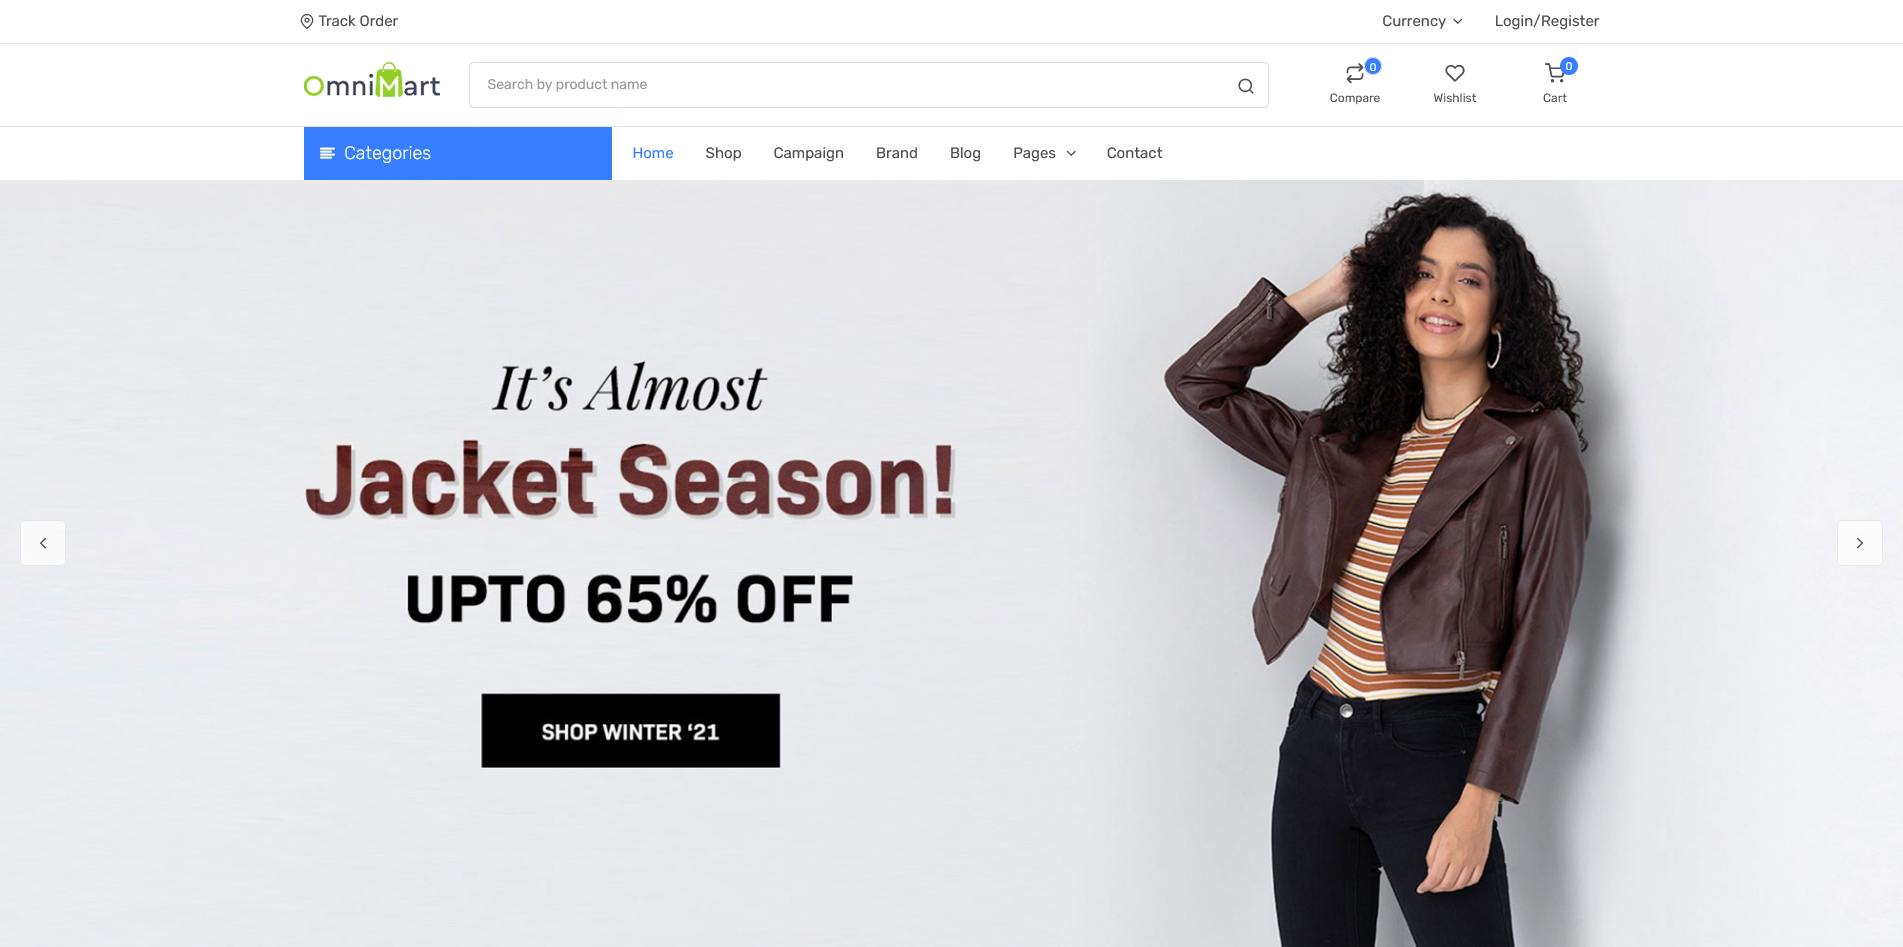 Track Order
Currency
Login/Register
OmniMart
Search by product name
0
Compare
Wishlist
0
Cart
Categories
Home
Shop
Campaign
Brand
Blog
Pages
Contact
It’s Almost
Jacket Season!
UPTO 65% OFF
SHOP WINTER ‘21